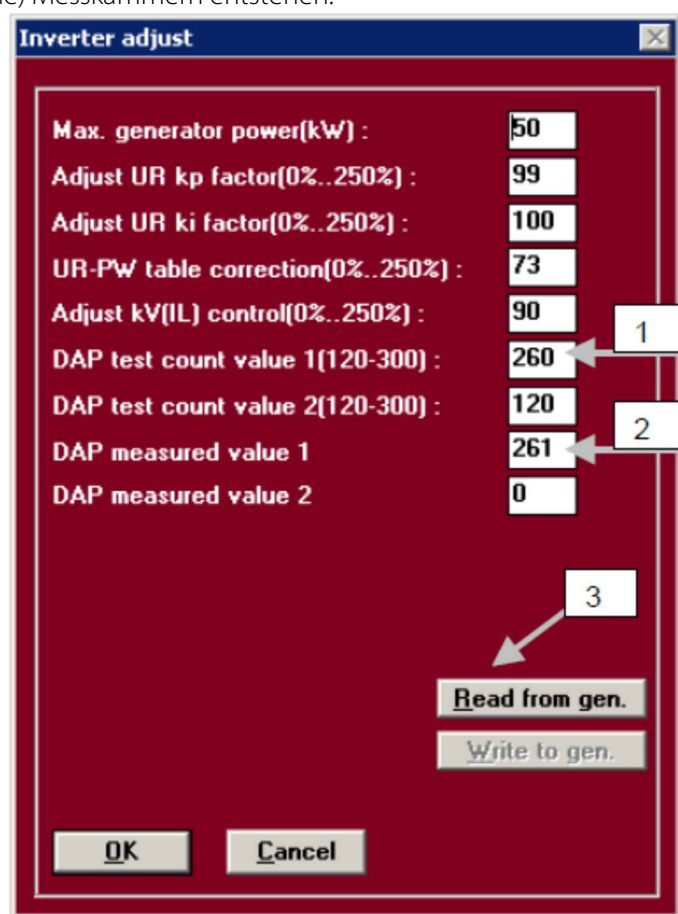 Messkammern entstehen.
Inverter adjust
Max. generator power(kW) : 50
Adjust UR kp factor(0%..250%) : 99
Adjust UR ki factor(0%..250%) : 100
UR-PW table correction(0%..250%) : 73
Adjust kV(IL) control(0%..250%) : 90
1
DAP test count value 1(120-300) : 260
DAP test count value 2(120-300) : 120
2
DAP measured value 1 261
DAP measured value 2 0
3
Read from gen.
Write to gen.
OK Cancel